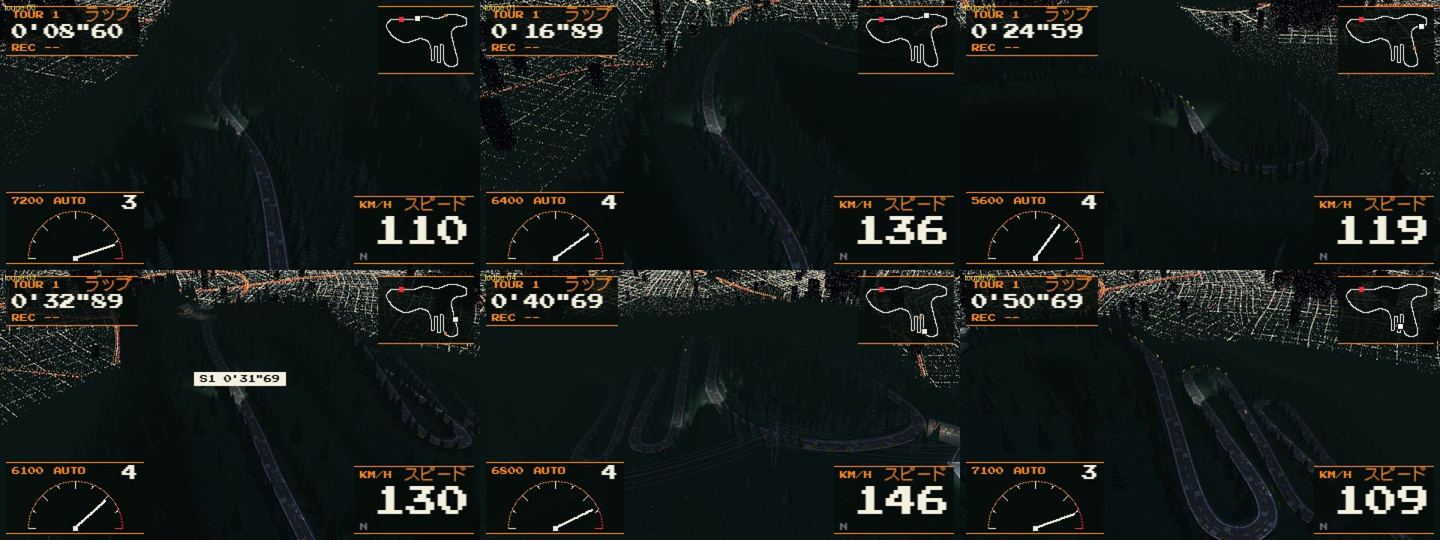 TOUR 1 ラップ
0'08"60
REC --
7200 AUTO 3
KM/H スピード
110
N
TOUR 1 ラップ
0'16"89
REC --
6400 AUTO 4
KM/H スピード
136
N
TOUR 1 ラップ
0'24"59
REC --
5600 AUTO 4
KM/H スピード
119
N
TOUR 1 ラップ
0'32"89
REC --
S1 0'31"69
6100 AUTO 4
KM/H スピード
130
N
TOUR 1 ラップ
0'40"69
REC --
6800 AUTO 4
KM/H スピード
146
N
TOUR 1 ラップ
0'50"69
REC --
7100 AUTO 3
KM/H スピード
109
N